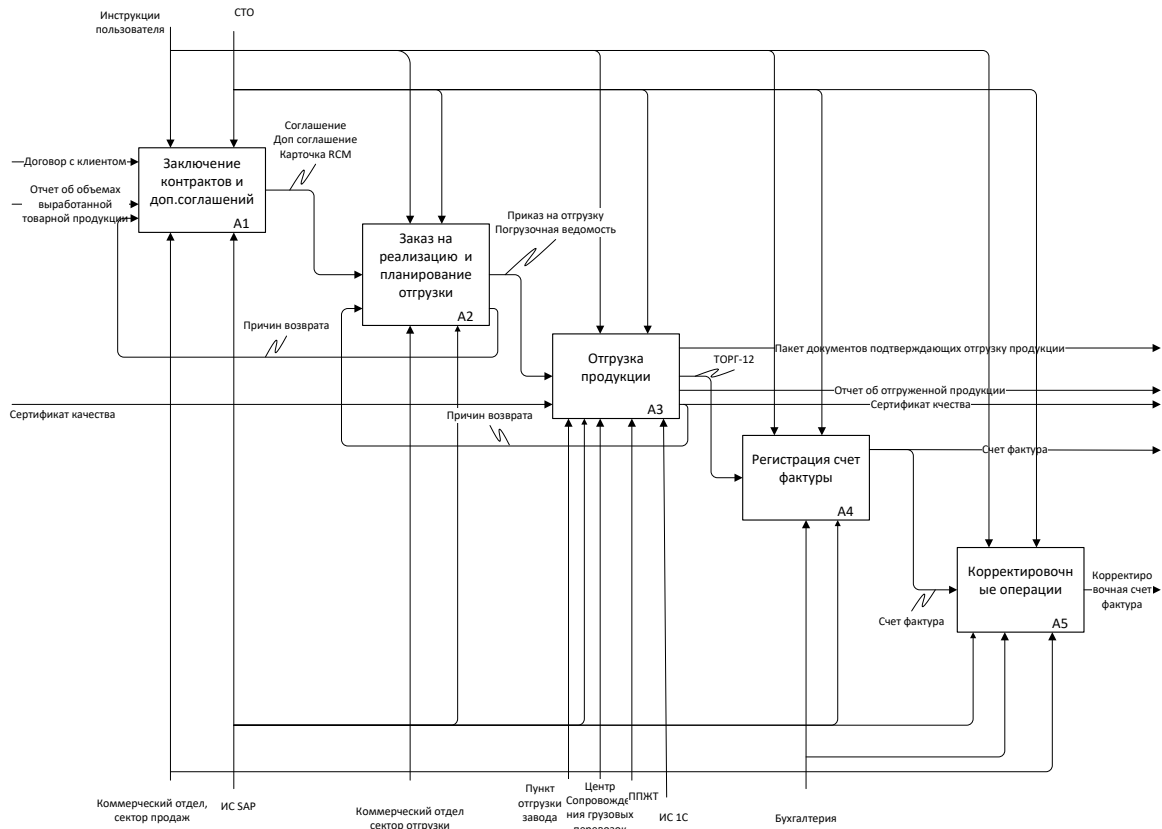 Инструкции
пользователя
СТО
Соглашение
Доп соглашение
Карточка RCM
Договор с клиентом
Отчет об объемах
выработанной
товарной продукции
Заключение
контрактов и
доп.соглашений
A1
Приказ на отгрузку
Погрузочная ведомость
Заказ на
реализацию и
планирование
отгрузки
A2
Причин возврата
Отгрузка
продукции
A3
ТОРГ-12
Пакет документов подтверждающих отгрузку продукции
Отчет об отгруженной продукции
Сертификат кчества
Сертификат качества
Причин возврата
Регистрация счет
фактуры
A4
Счет фактура
Корректировочн
ые операции
A5
Счет фактура
Корректиро
вочная счет
фактура
Коммерческий отдел,
сектор продаж
ИС SAP
Коммерческий отдел
сектор отгрузки
Пункт
отгрузки
завода
Центр
Сопровожде
ния грузовых
перевозок
ППЖТ
ИС 1С
Бухгалтерия